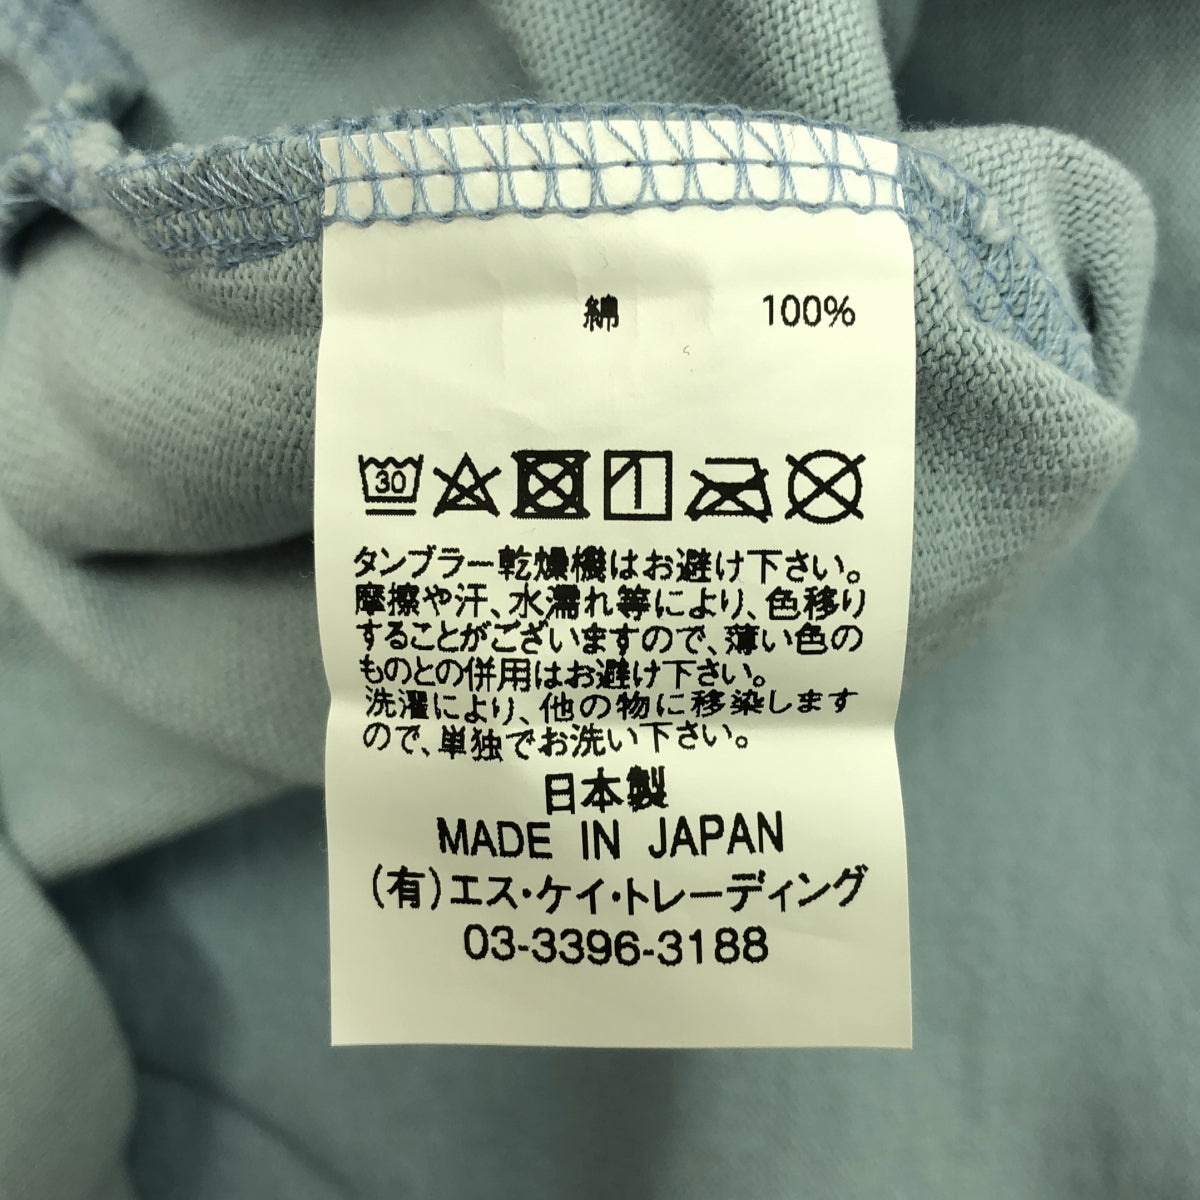 綿 100%
30
タンブラー乾燥機はお避け下さい。
摩擦や汗、水濡れ等により、色移り
することがございますので、薄い色の
ものとの併用はお避け下さい。
洗濯により、他の物に移染します
ので、単独でお洗い下さい。
日本製
MADE IN JAPAN
(有)エス・ケイ・トレーディング
03-3396-3188